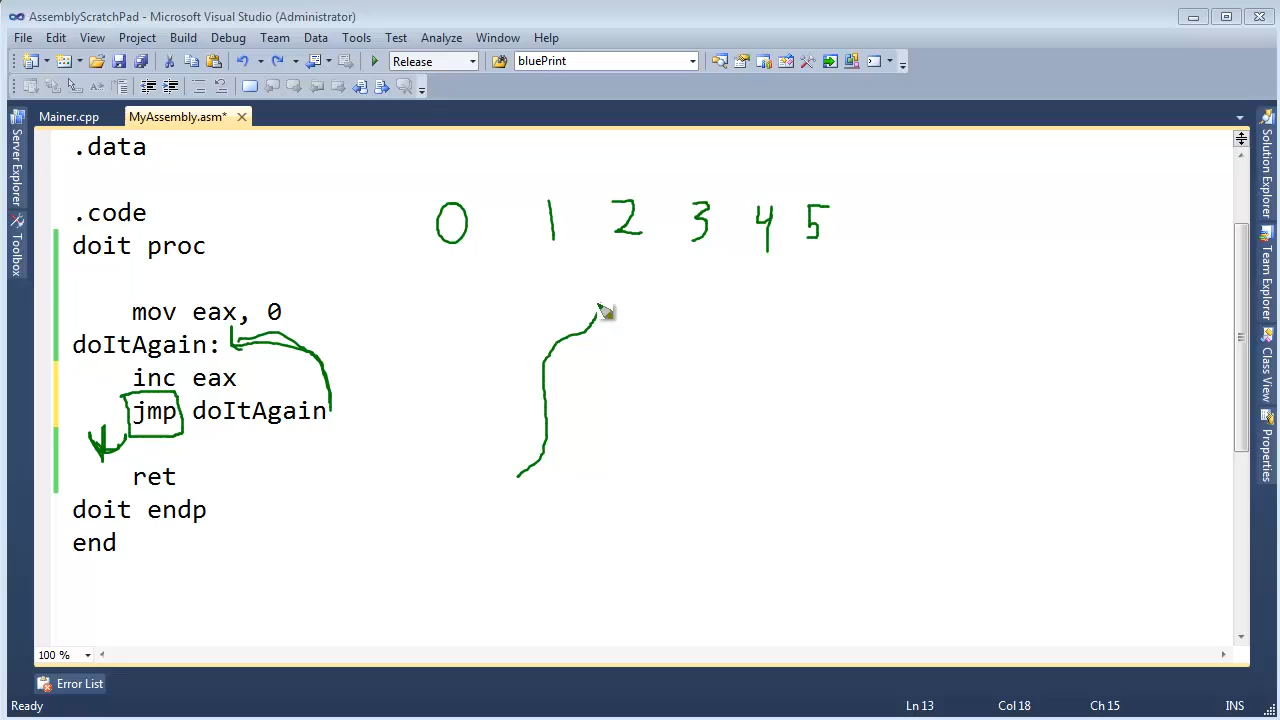 AssemblyScratchPad - Microsoft Visual Studio (Administrator)
File Edit View Project Build Debug Team Data Tools Test Analyze Window Help
Release bluePrint
Mainer.cpp MyAssembly.asm*
.data
.code
doit proc
mov eax, 0
doItAgain:
inc eax
jmp doItAgain
ret
doit endp
end
0 1 2 3 4 5
Server Explorer
Toolbox
Solution Explorer
Team Explorer
Class View
Properties
100 %
Error List
Ready Ln 13 Col 18 Ch 15 INS